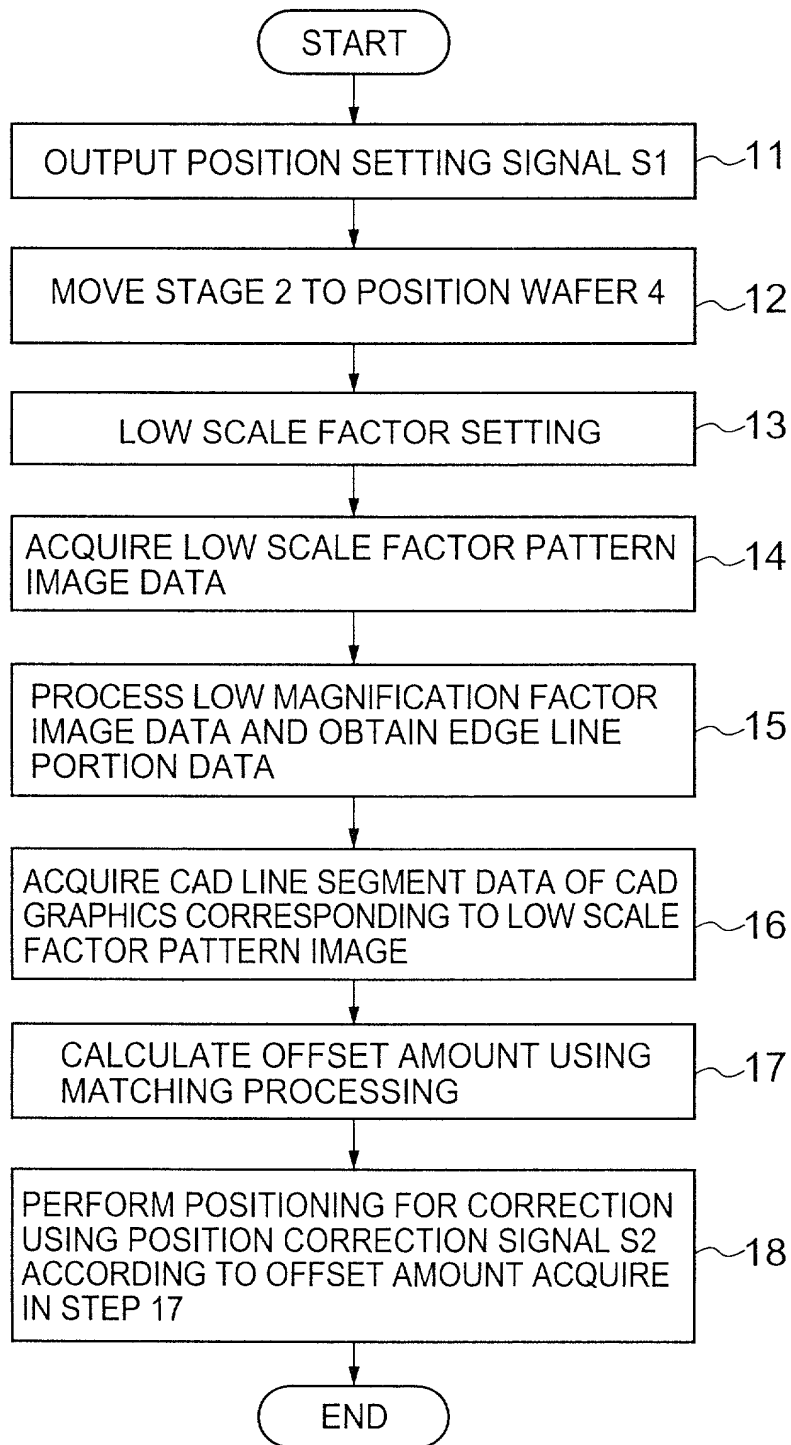 START
OUTPUT POSITION SETTING SIGNAL S1
11
MOVE STAGE 2 TO POSITION WAFER 4
12
LOW SCALE FACTOR SETTING
13
ACQUIRE LOW SCALE FACTOR PATTERN
IMAGE DATA
14
PROCESS LOW MAGNIFICATION FACTOR
IMAGE DATA AND OBTAIN EDGE LINE
PORTION DATA
15
ACQUIRE CAD LINE SEGMENT DATA OF CAD
GRAPHICS CORRESPONDING TO LOW SCALE
FACTOR PATTERN IMAGE
16
CALCULATE OFFSET AMOUNT USING
MATCHING PROCESSING
17
PERFORM POSITIONING FOR CORRECTION
USING POSITION CORRECTION SIGNAL S2
ACCORDING TO OFFSET AMOUNT ACQUIRE
IN STEP 17
18
END